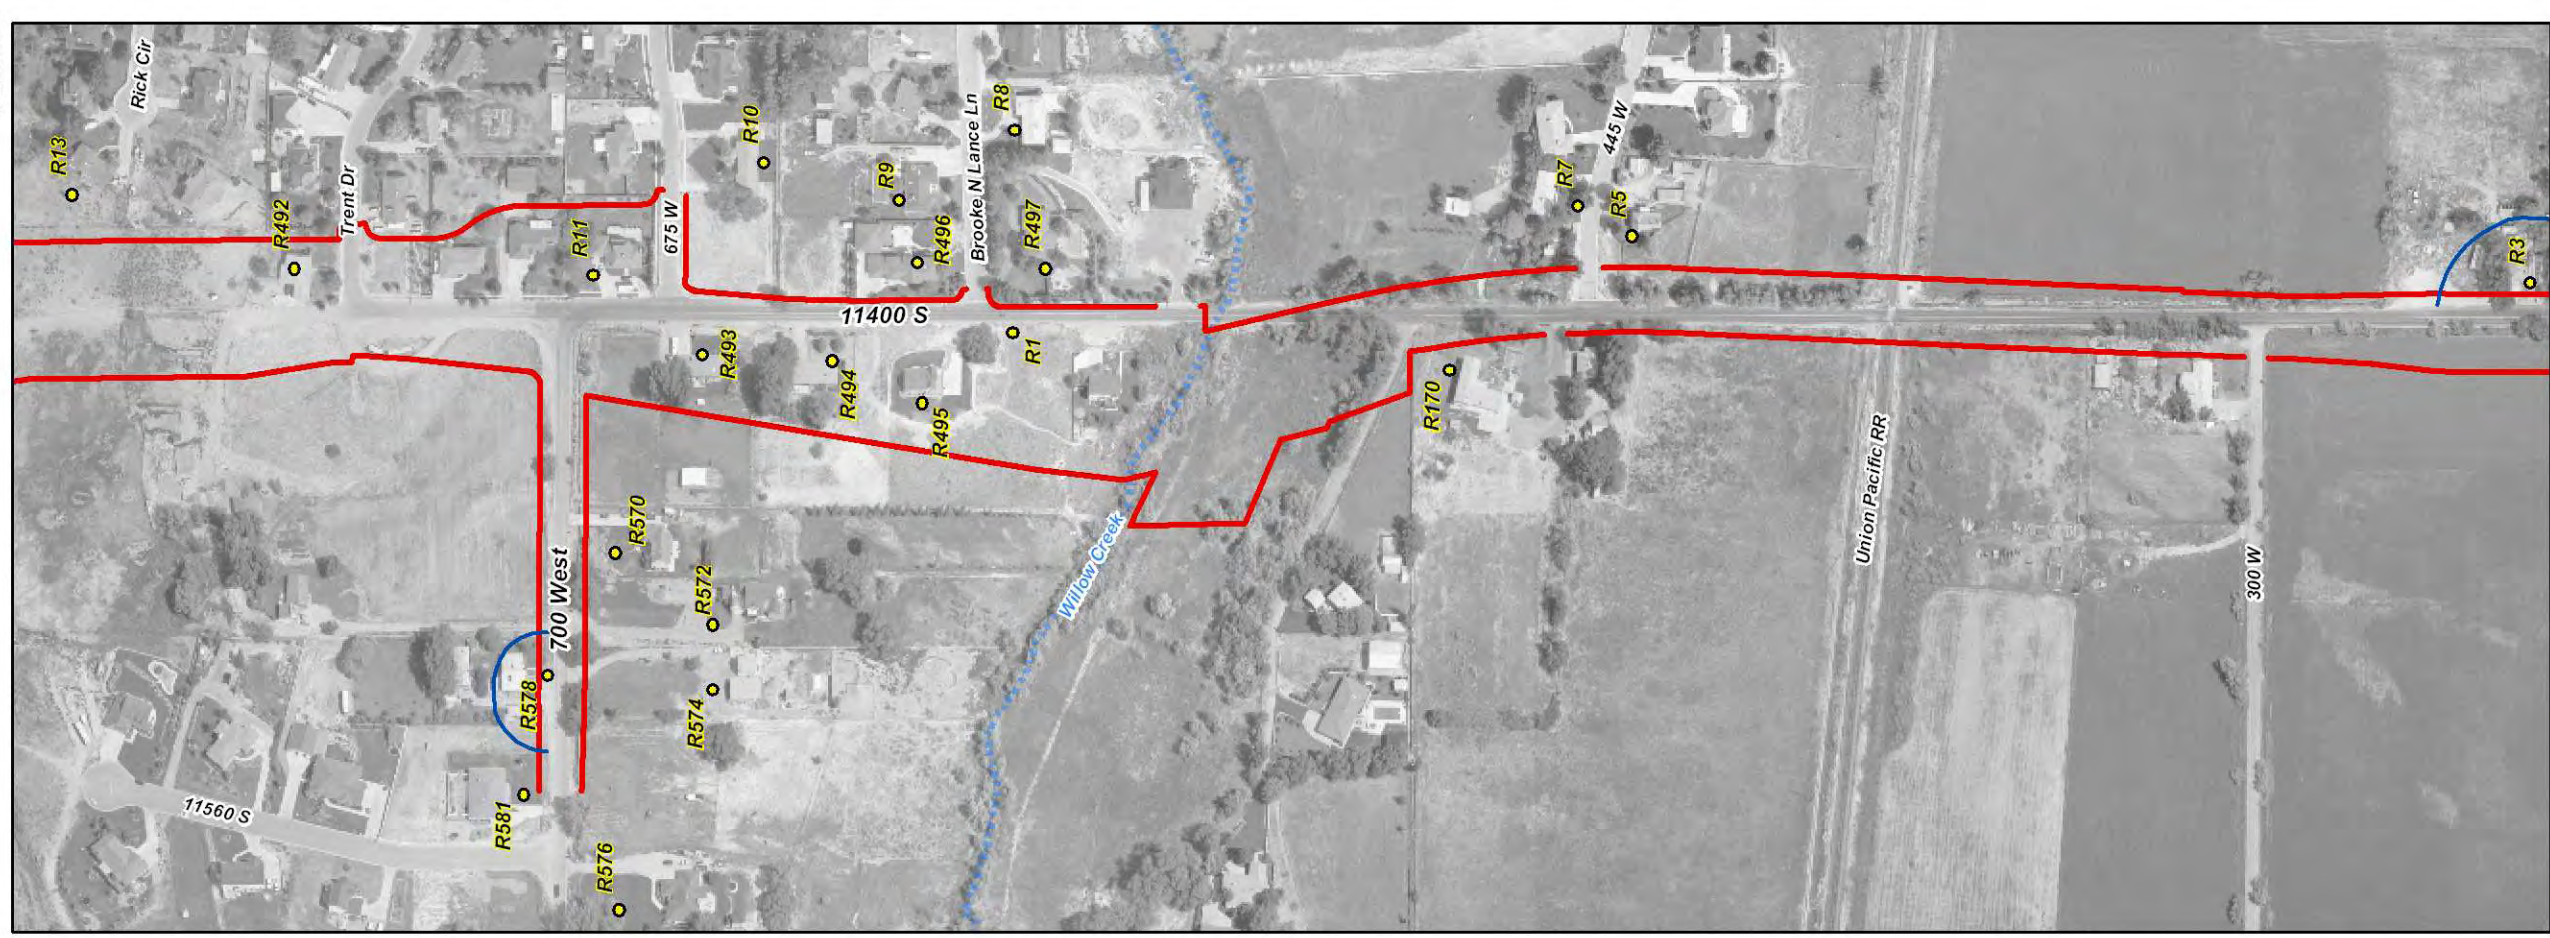 Rick Cir
R13
R8
R10
Brooke N Lance Ln
445 W
R7
R9
Trent Dr
R492
R5
675 W
R11
R496
R497
R3
11400 S
R493
R1
R494
R170
R495
Union Pacific RR
R570
700 West
Willow Creek
300 W
R572
R578
R574
11560 S
R581
R576